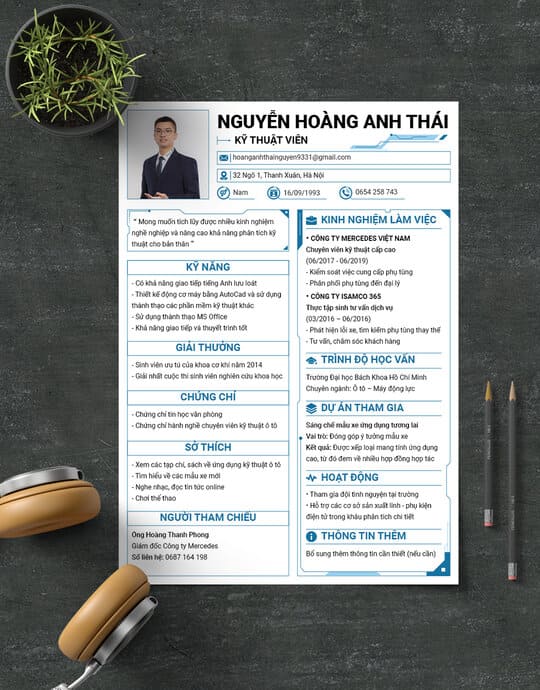 NGUYỄN HOÀNG ANH THÁI
KỸ THUẬT VIÊN
hoanganhthainguyen9331@gmail.com
32 Ngõ 1, Thanh Xuân, Hà Nội
Nam
16/09/1993
0654 258 743
“ Mong muốn tích lũy được nhiều kinh nghiệm
nghề nghiệp và nâng cao khả năng phân tích kỹ
thuật cho bản thân ”
KỸ NĂNG
- Có khả năng giao tiếp tiếng Anh lưu loát
- Thiết kế động cơ máy bằng AutoCad và sử dụng
thành thạo các phần mềm kỹ thuật khác
- Sử dụng thành thạo MS Office
- Khả năng giao tiếp và thuyết trình tốt
GIẢI THƯỞNG
- Sinh viên ưu tú của khoa cơ khí năm 2014
- Giải nhất cuộc thi sinh viên nghiên cứu khoa học
CHỨNG CHỈ
- Chứng chỉ tin học văn phòng
- Chứng chỉ hành nghề chuyên viên kỹ thuật ô tô
SỞ THÍCH
- Xem các tạp chí, sách về ứng dụng kỹ thuật ô tô
- Tìm hiểu về các mẫu xe mới
- Nghe nhạc, đọc tin tức online
- Chơi thể thao
NGƯỜI THAM CHIẾU
Ông Hoàng Thanh Phong
Giám đốc Công ty Mercedes
Số liên hệ: 0687 164 198
KINH NGHIỆM LÀM VIỆC
• CÔNG TY MERCEDES VIỆT NAM
Chuyên viên kỹ thuật cấp cao
(06/2017 - 06/2019)
- Kiểm soát việc cung cấp phụ tùng
- Phân phối phụ tùng đến đại lý
• CÔNG TY ISAMCO 365
Thực tập sinh tư vấn dịch vụ
(03/2016 – 06/2016)
- Phát hiện lỗi xe, tìm kiếm phụ tùng thay thế
- Tư vấn, chăm sóc khách hàng
TRÌNH ĐỘ HỌC VẤN
Trường Đại học Bách Khoa Hồ Chí Minh
Chuyên ngành: Ô tô – Máy động lực
DỰ ÁN THAM GIA
Sáng chế mẫu xe ứng dụng tương lai
Vai trò: Đóng góp ý tưởng mẫu xe
Kết quả: Được xếp loại mang tính ứng dụng
cao, từ đó đem về nhiều hợp đồng hợp tác
HOẠT ĐỘNG
• Tham gia đội tình nguyện tại trường
• Hỗ trợ các cơ sở sản xuất linh - phụ kiện
điện tử trong khâu phân tích chi tiết
THÔNG TIN THÊM
Bổ sung thêm thông tin cần thiết (nếu cần)